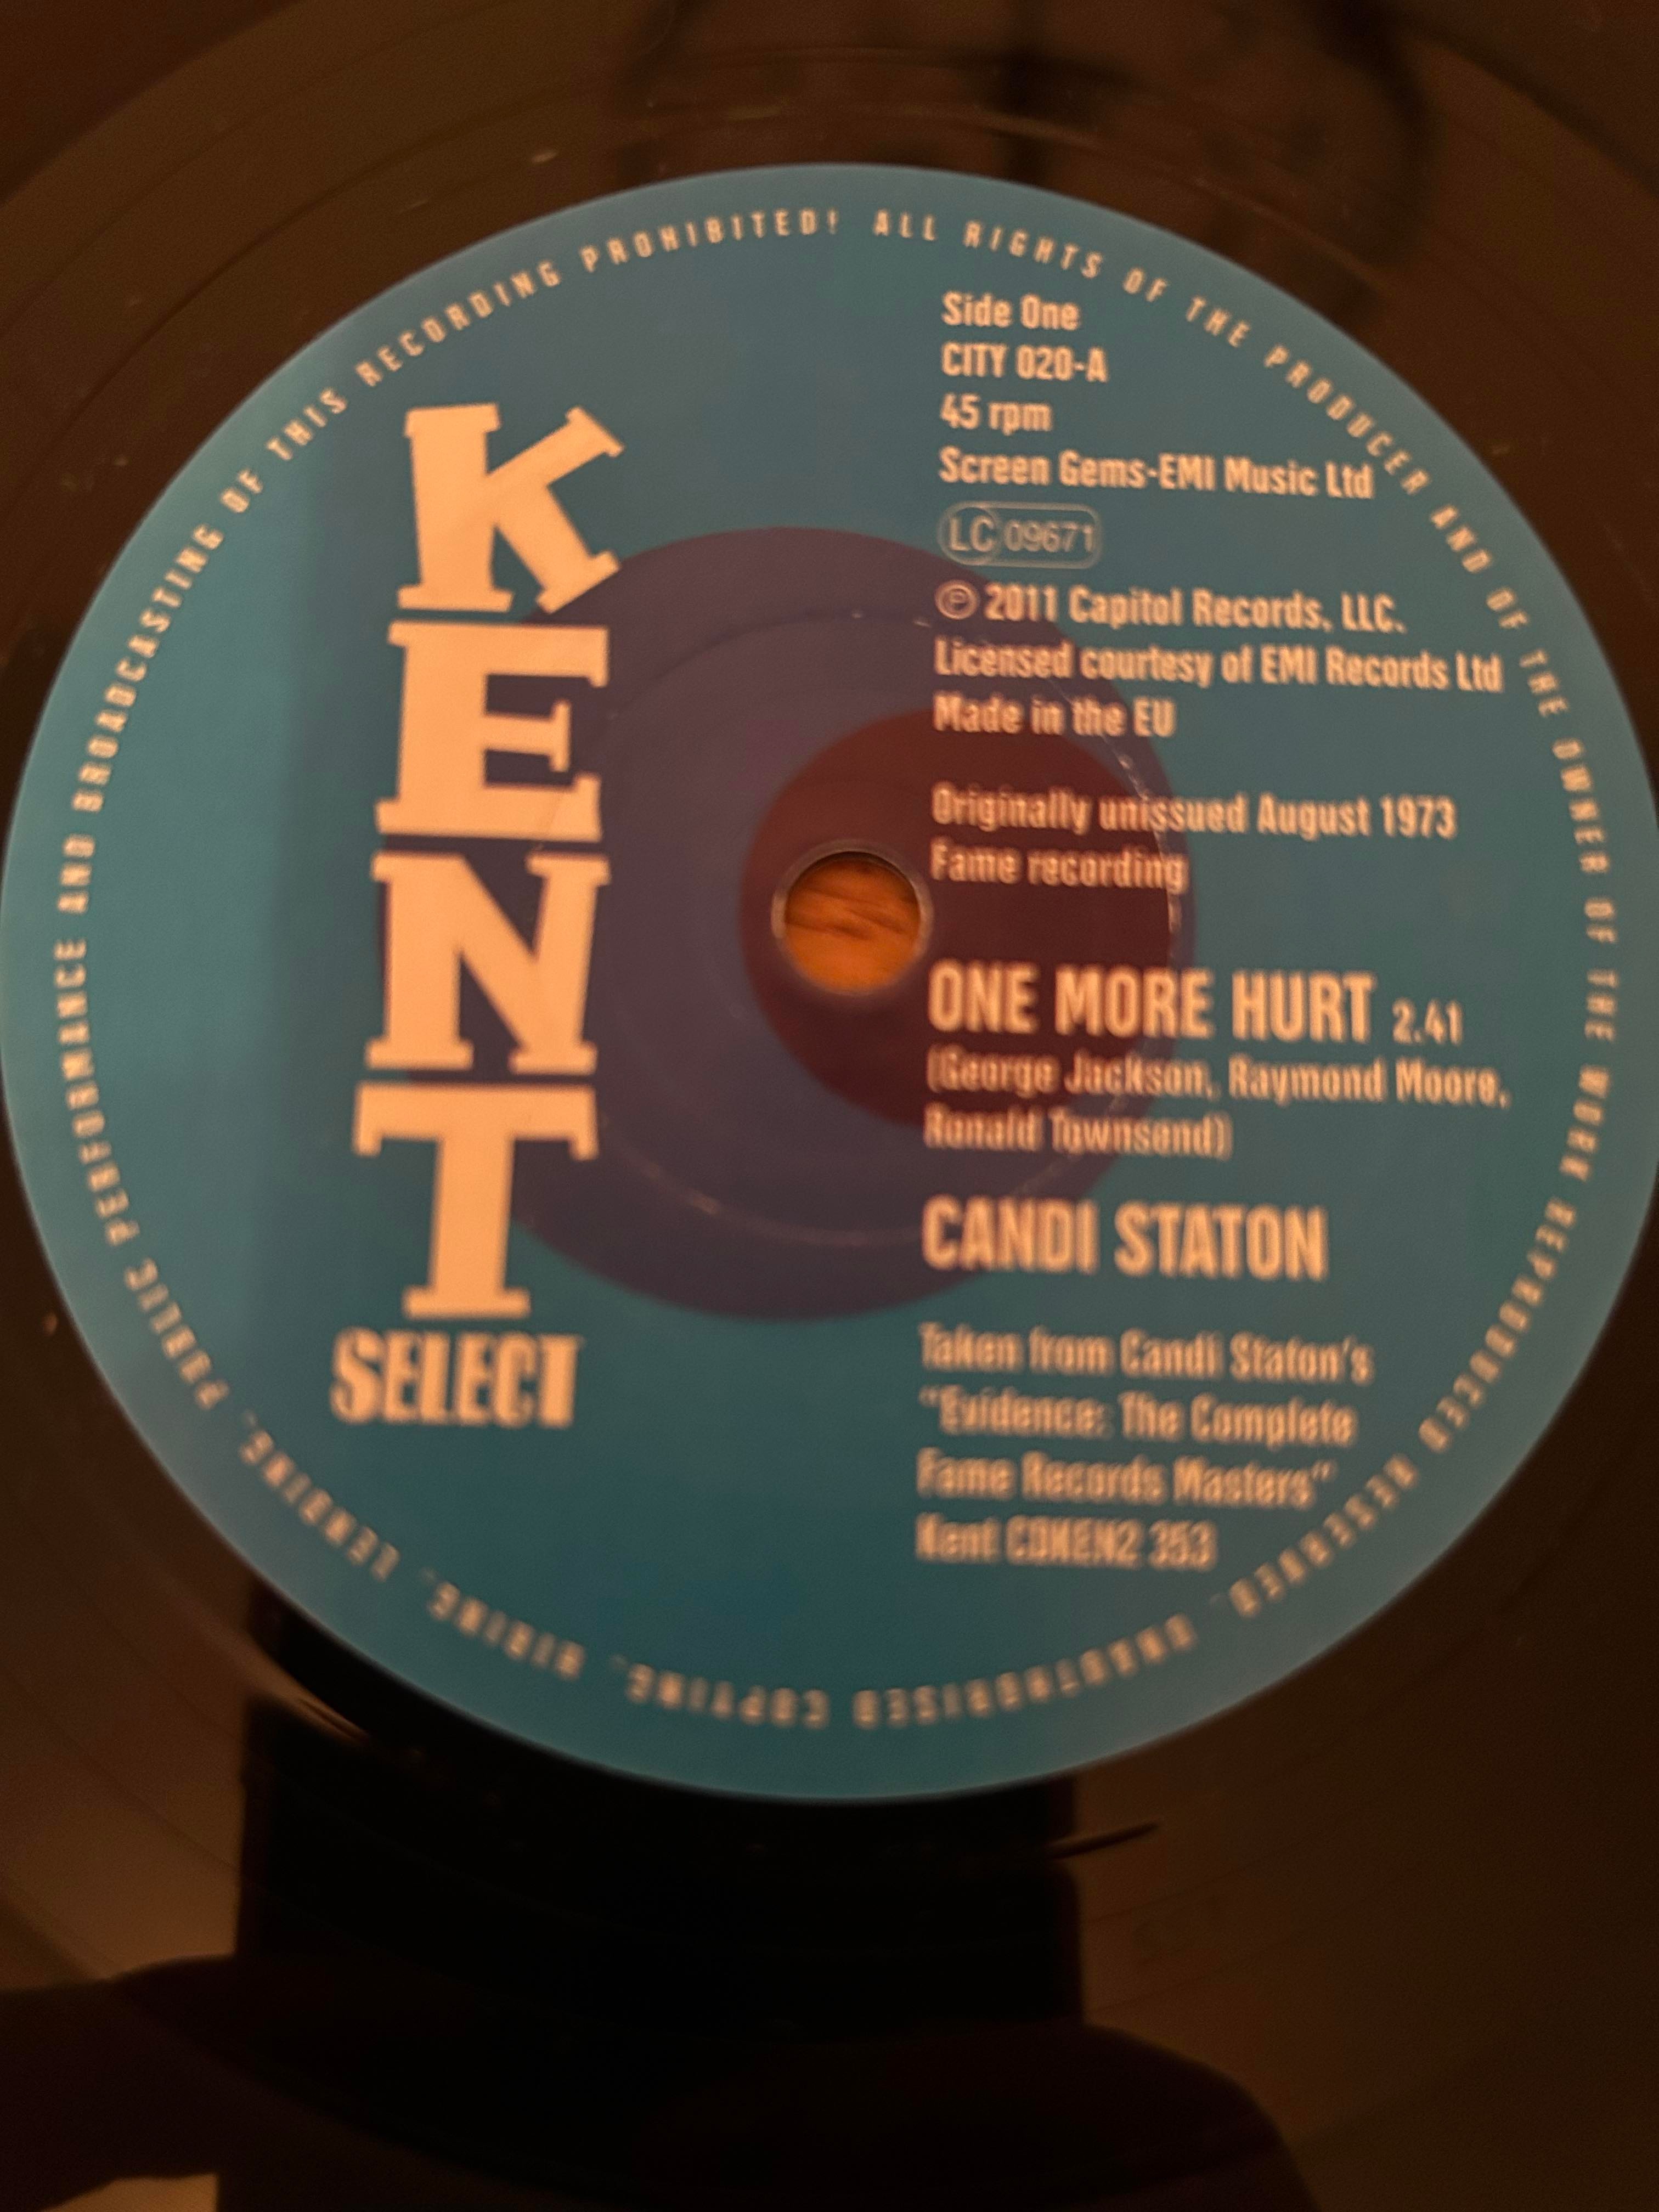 KENT
SELECT
Side One
CITY 020-A
45 rpm
Screen Gems-EMI Music Ltd
LC 09671
℗ 2011 Capitol Records, LLC.
Licensed courtesy of EMI Records Ltd
Made in the EU
Originally unissued August 1973
Fame recording
ONE MORE HURT 2.41
(George Jackson, Raymond Moore,
Ronald Townsend)
CANDI STATON
Taken from Candi Staton's
"Evidence: The Complete
Fame Records Masters"
Kent CDKEN2 353
ALL RIGHTS OF THE PRODUCER AND OF THE OWNER OF THE WORK REPRODUCED RESERVED. UNAUTHORISED COPYING, HIRING, LENDING, PUBLIC PERFORMANCE AND BROADCASTING OF THIS RECORDING PROHIBITED!